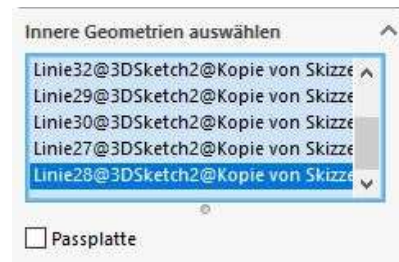 Innere Geometrien auswählen
Linie32@3DSketch2@Kopie von Skizze
Linie29@3DSketch2@Kopie von Skizze
Linie30@3DSketch2@Kopie von Skizze
Linie27@3DSketch2@Kopie von Skizze
Linie28@3DSketch2@Kopie von Skizze
Passplatte